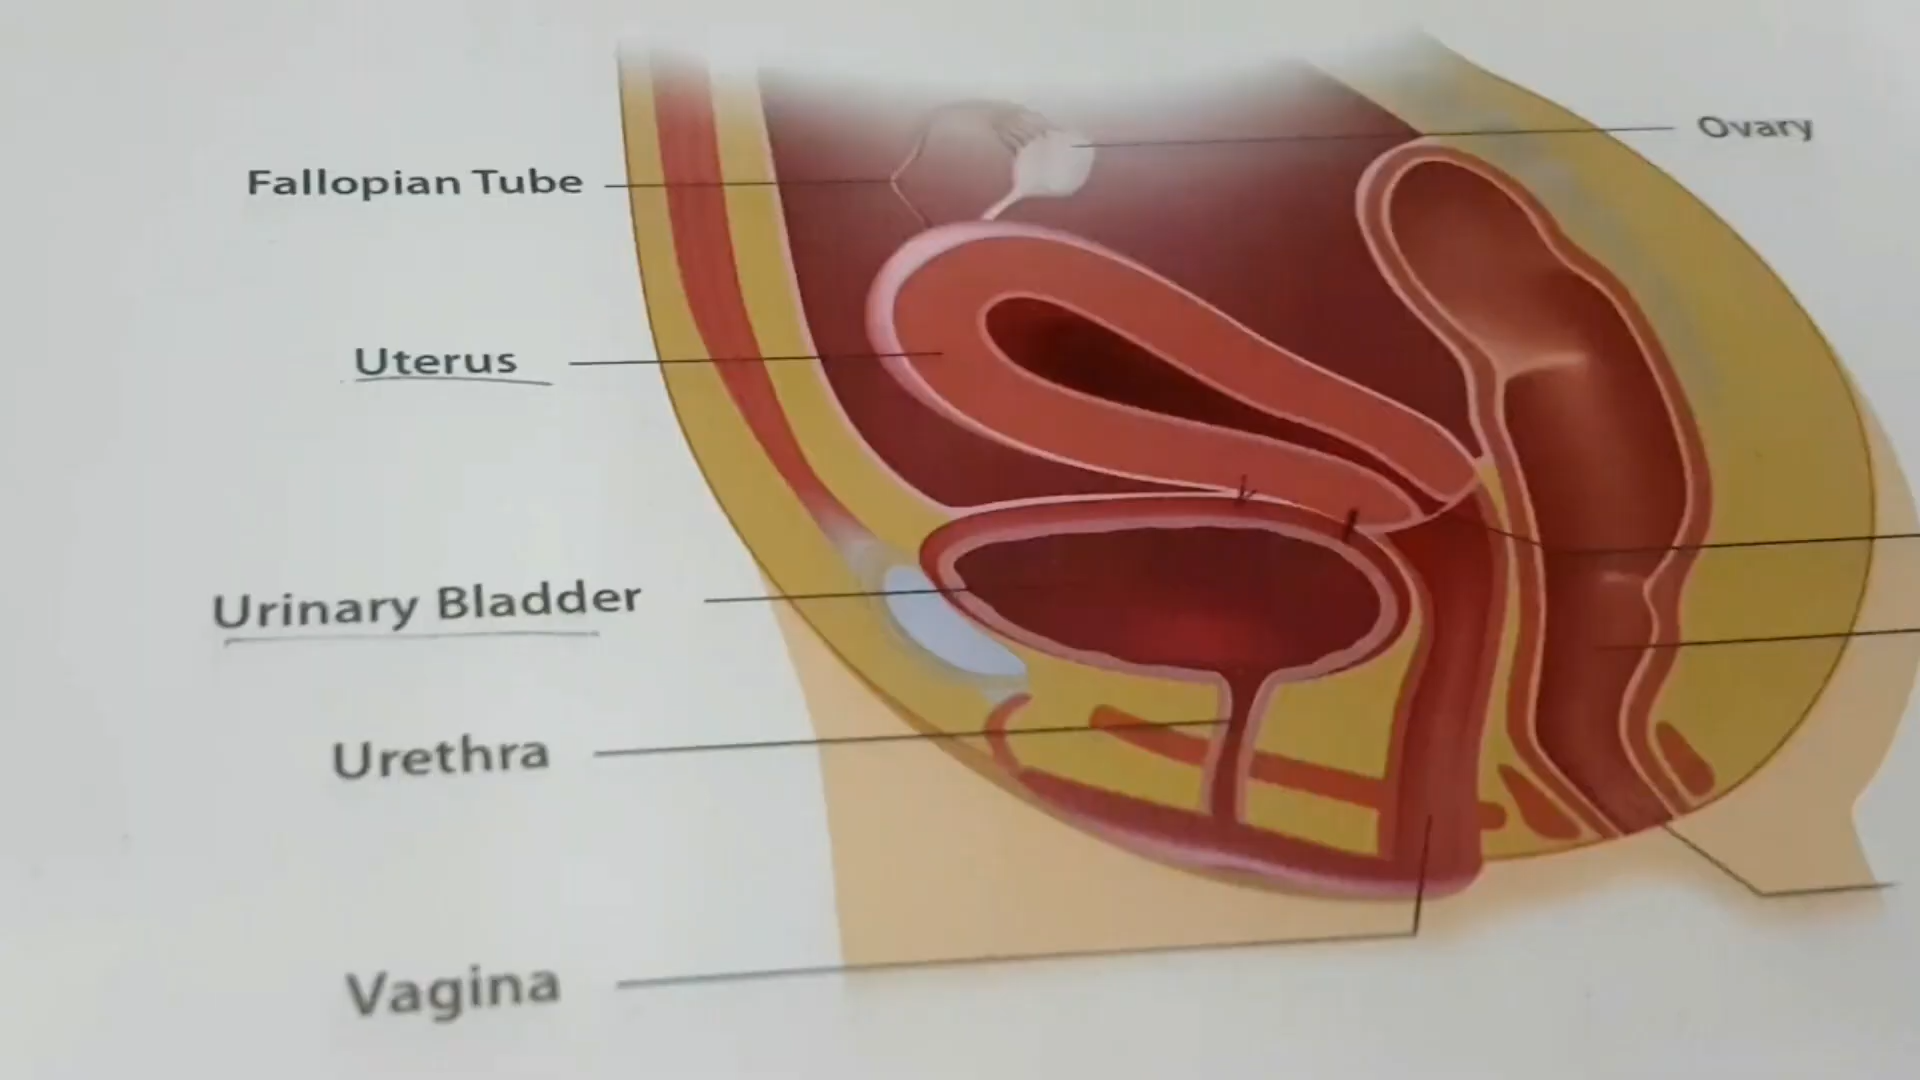 Ovary
Fallopian Tube
Uterus
Urinary Bladder
Urethra
Vagina